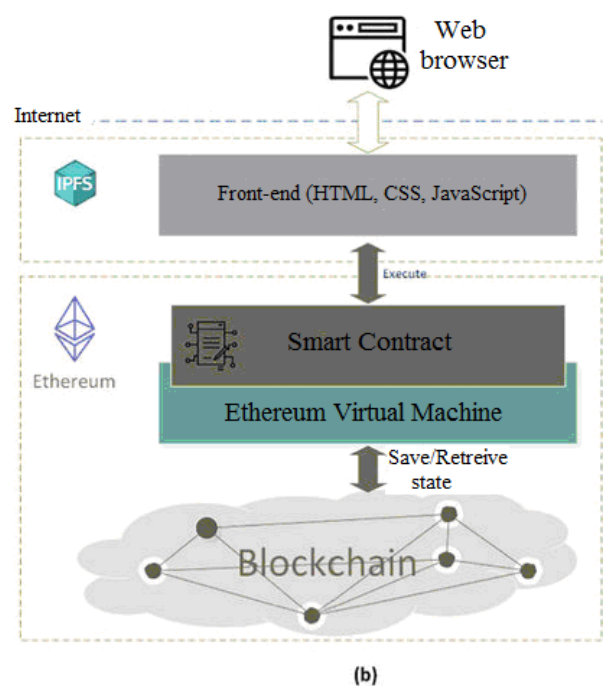 Web
browser
Internet
IPFS
Front-end (HTML, CSS, JavaScript)
Execute
Smart Contract
Ethereum
Ethereum Virtual Machine
Save/Retreive
state
Blockchain
(b)